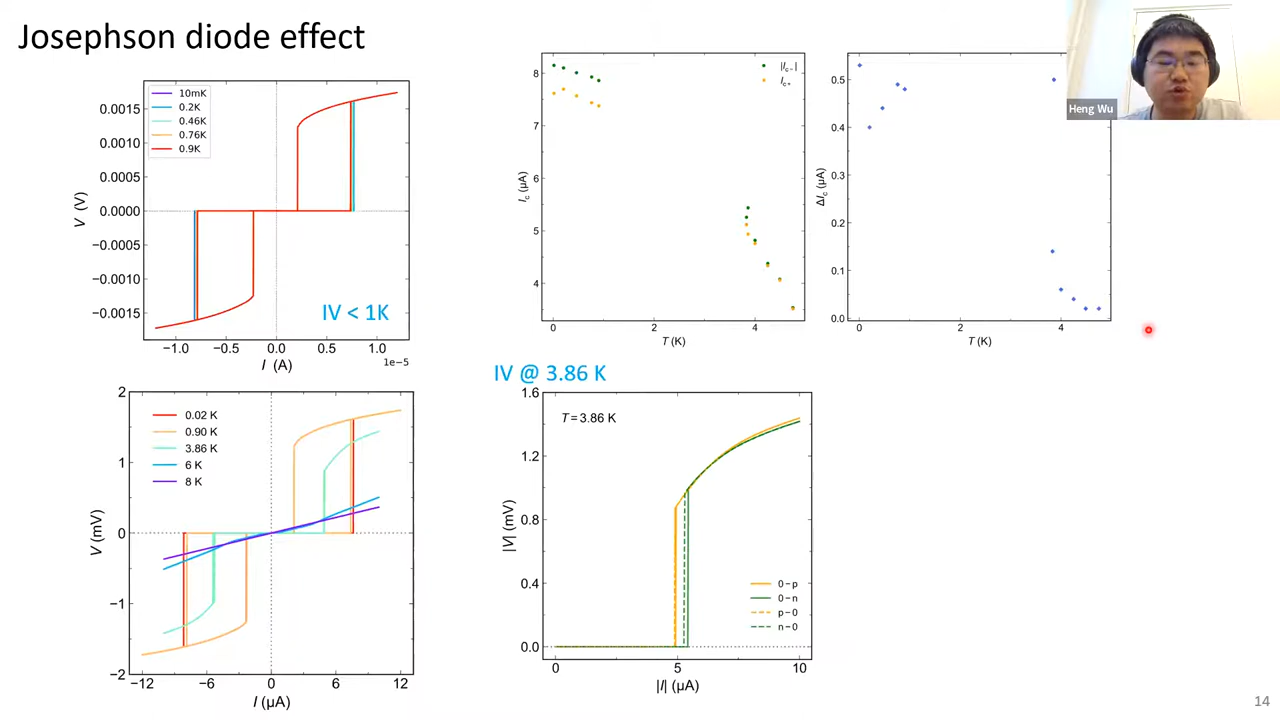 Josephson diode effect
Heng Wu
10mK
0.2K
0.46K
0.76K
0.9K
0.0015
0.0010
0.0005
0.0000
−0.0005
−0.0010
−0.0015
V (V)
IV < 1K
−1.0 −0.5 0.0 0.5 1.0
1e−5
I (A)
|Ic−|
Ic+
8
7
6
5
4
Ic (μA)
0 2 4
T (K)
0.5
0.4
0.3
0.2
0.1
0.0
ΔIc (μA)
0 2 4
T (K)
2
1
0
−1
−2
V (mV)
0.02 K
0.90 K
3.86 K
6 K
8 K
−12 −6 0 6 12
I (μA)
IV @ 3.86 K
1.6
1.2
0.8
0.4
0.0
|V| (mV)
T = 3.86 K
0−p
0−n
p−0
n−0
0 5 10
|I| (μA)
14